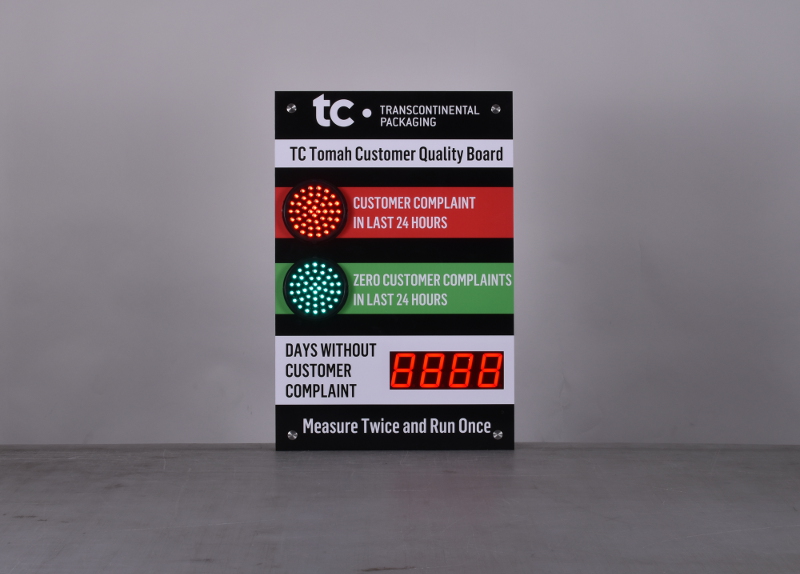 tc • TRANSCONTINENTAL
PACKAGING
TC Tomah Customer Quality Board
CUSTOMER COMPLAINT
IN LAST 24 HOURS
ZERO CUSTOMER COMPLAINTS
IN LAST 24 HOURS
DAYS WITHOUT
CUSTOMER
COMPLAINT
8888
Measure Twice and Run Once